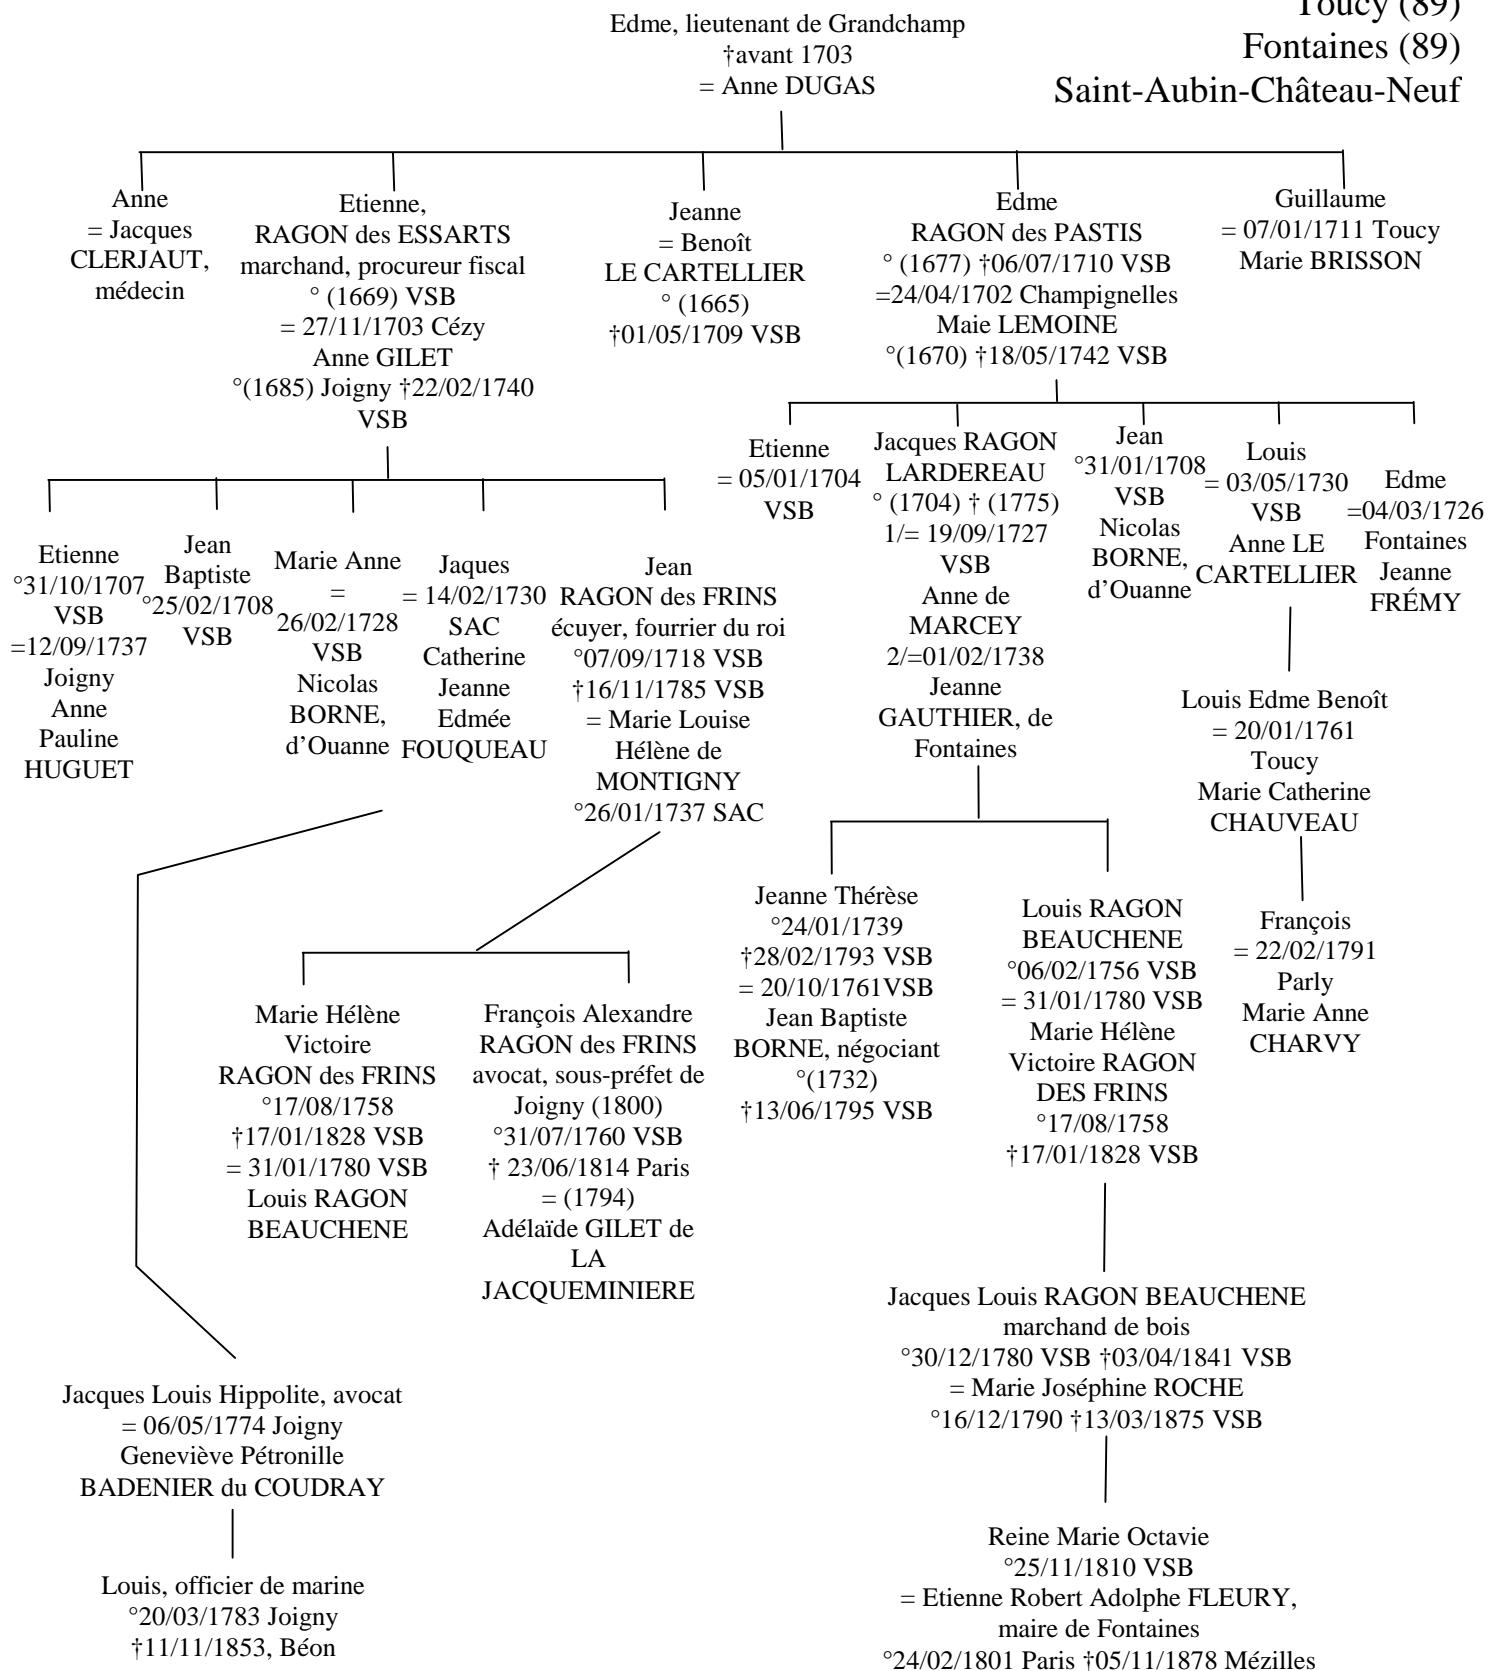 Toucy (89)
Fontaines (89)
Saint-Aubin-Château-Neuf
Edme, lieutenant de Grandchamp
†avant 1703
= Anne DUGAS
Anne
= Jacques
CLERJAUT,
médecin
Etienne,
RAGON des ESSARTS
marchand, procureur fiscal
° (1669) VSB
= 27/11/1703 Cézy
Anne GILET
°(1685) Joigny †22/02/1740
VSB
Jeanne
= Benoît
LE CARTELLIER
° (1665)
†01/05/1709 VSB
Edme
RAGON des PASTIS
° (1677) †06/07/1710 VSB
=24/04/1702 Champignelles
Maie LEMOINE
°(1670) †18/05/1742 VSB
Guillaume
= 07/01/1711 Toucy
Marie BRISSON
Etienne
°31/10/1707
VSB
=12/09/1737
Joigny
Anne
Pauline
HUGUET
Jean
Baptiste
°25/02/1708
VSB
Marie Anne
=
26/02/1728
VSB
Nicolas
BORNE,
d’Ouanne
Jaques
= 14/02/1730
SAC
Catherine
Jeanne
Edmée
FOUQUEAU
Jean
RAGON des FRINS
écuyer, fourrier du roi
°07/09/1718 VSB
†16/11/1785 VSB
= Marie Louise
Hélène de
MONTIGNY
°26/01/1737 SAC
Etienne
= 05/01/1704
VSB
Jacques RAGON
LARDEREAU
° (1704) † (1775)
1/= 19/09/1727
VSB
Anne de
MARCEY
2/=01/02/1738
Jeanne
GAUTHIER, de
Fontaines
Jean
°31/01/1708
VSB
Nicolas
BORNE,
d’Ouanne
Louis
= 03/05/1730
VSB
Anne LE
CARTELLIER
Edme
=04/03/1726
Fontaines
Jeanne
FRÉMY
Louis Edme Benoît
= 20/01/1761
Toucy
Marie Catherine
CHAUVEAU
Marie Hélène
Victoire
RAGON des FRINS
°17/08/1758
†17/01/1828 VSB
= 31/01/1780 VSB
Louis RAGON
BEAUCHENE
François Alexandre
RAGON des FRINS
avocat, sous-préfet de
Joigny (1800)
°31/07/1760 VSB
† 23/06/1814 Paris
= (1794)
Adélaïde GILET de
LA
JACQUEMINIERE
Jeanne Thérèse
°24/01/1739
†28/02/1793 VSB
= 20/10/1761VSB
Jean Baptiste
BORNE, négociant
°(1732)
†13/06/1795 VSB
Louis RAGON
BEAUCHENE
°06/02/1756 VSB
= 31/01/1780 VSB
Marie Hélène
Victoire RAGON
DES FRINS
°17/08/1758
†17/01/1828 VSB
François
= 22/02/1791
Parly
Marie Anne
CHARVY
Jacques Louis Hippolite, avocat
= 06/05/1774 Joigny
Geneviève Pétronille
BADENIER du COUDRAY
Jacques Louis RAGON BEAUCHENE
marchand de bois
°30/12/1780 VSB †03/04/1841 VSB
= Marie Joséphine ROCHE
°16/12/1790 †13/03/1875 VSB
Louis, officier de marine
°20/03/1783 Joigny
†11/11/1853, Béon
Reine Marie Octavie
°25/11/1810 VSB
= Etienne Robert Adolphe FLEURY,
maire de Fontaines
°24/02/1801 Paris †05/11/1878 Mézilles